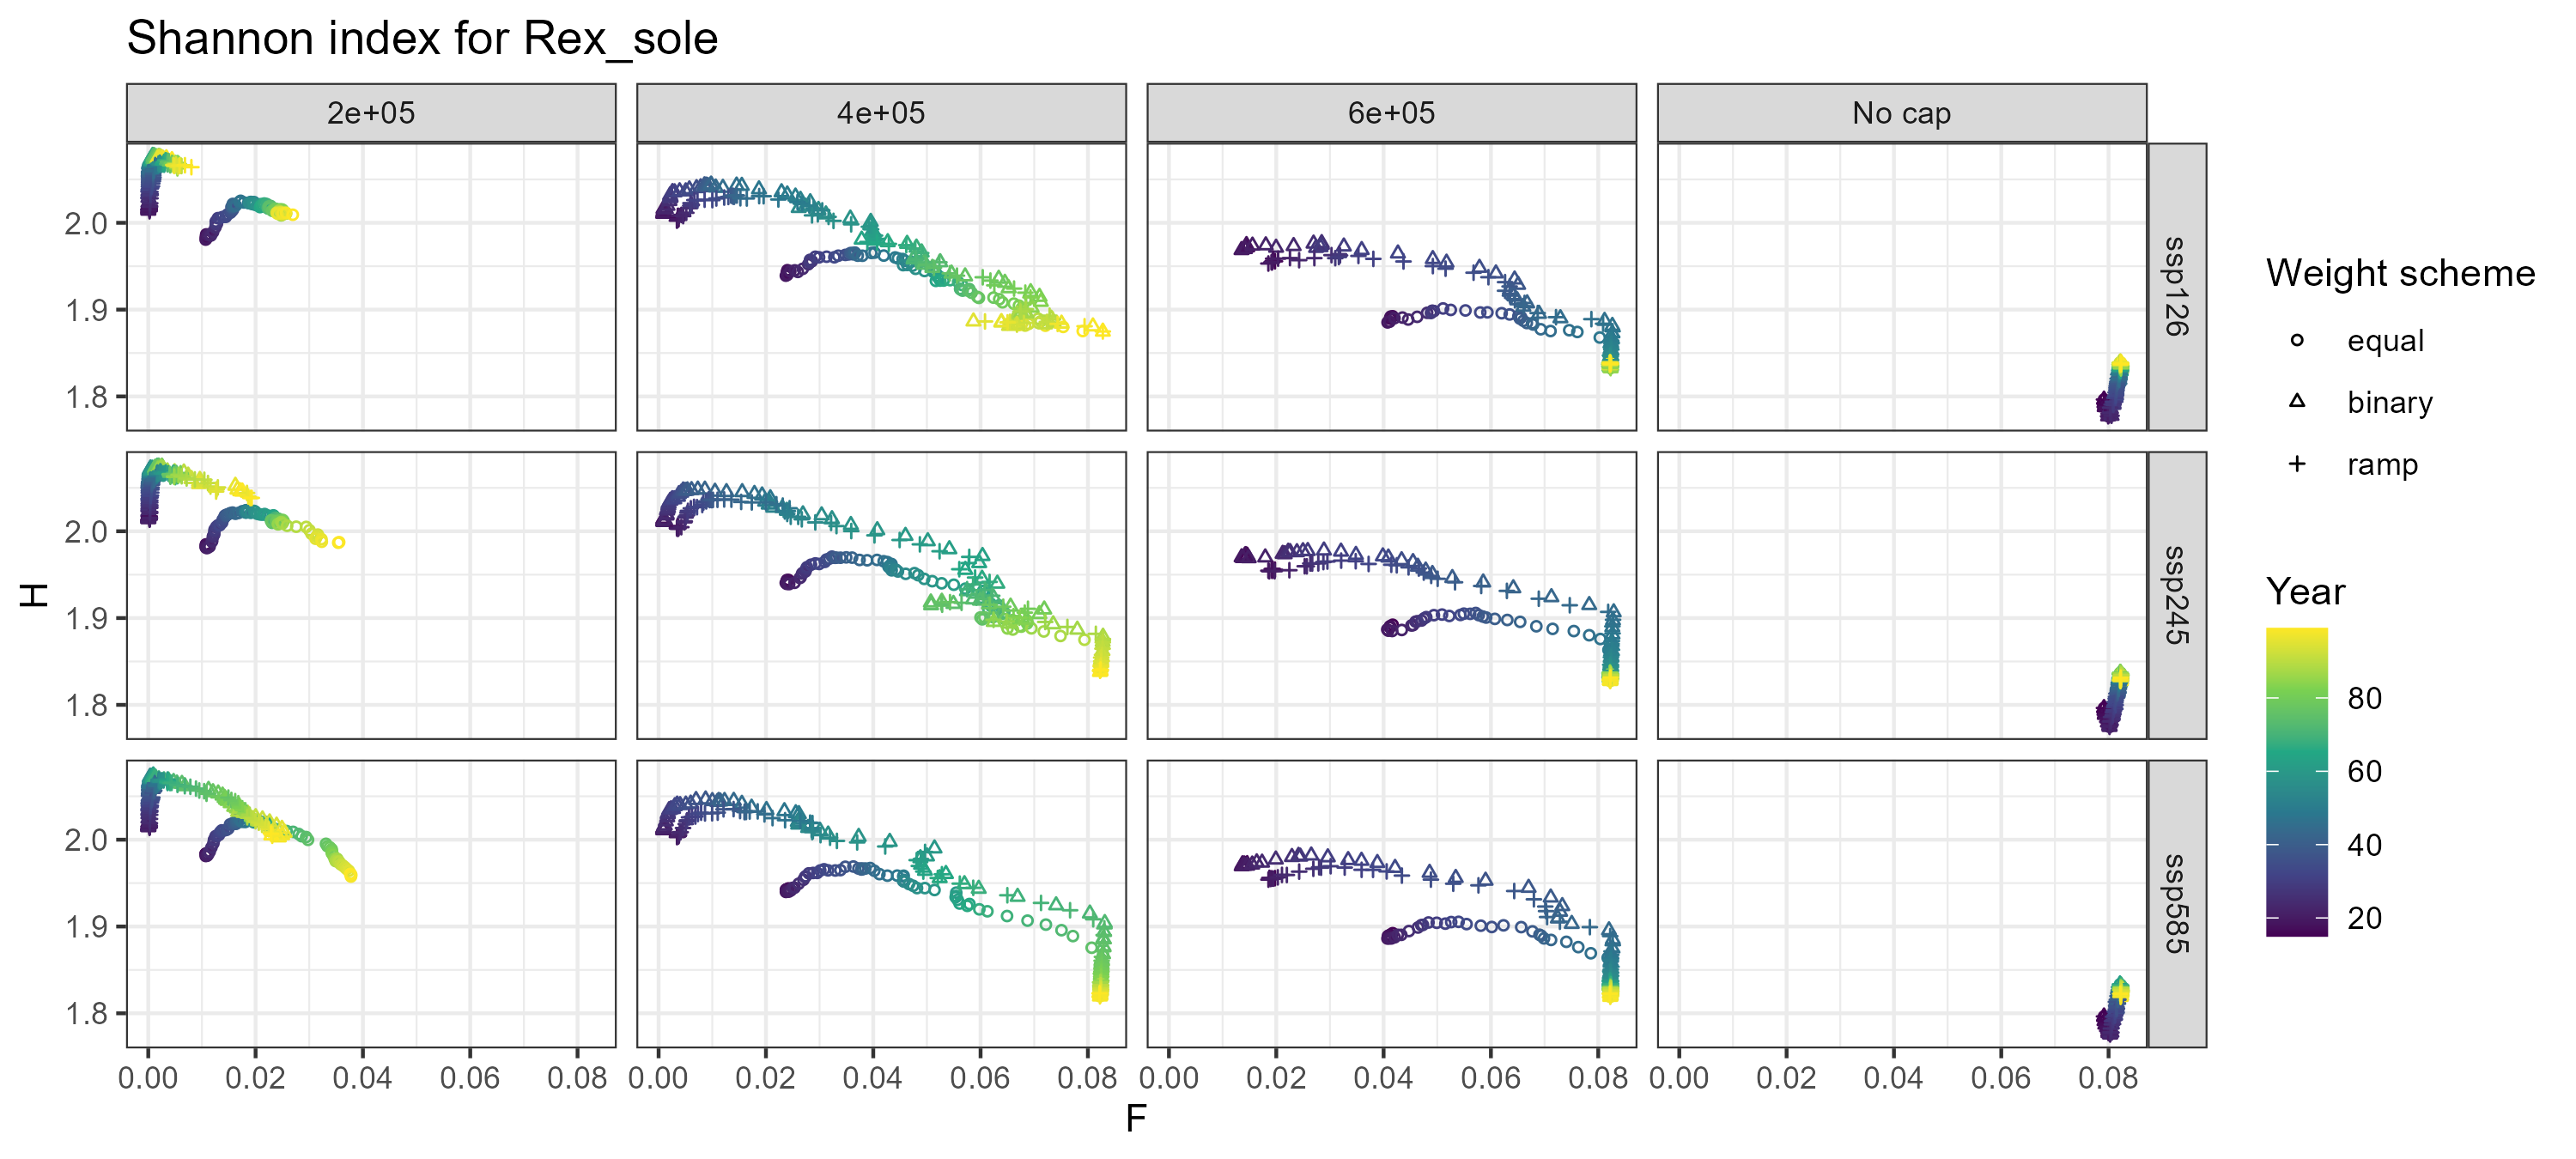 Shannon index for Rex_sole
2e+05 4e+05 6e+05 No cap
2.0
1.9
1.8
ssp126
2.0
1.9
1.8
ssp245
2.0
1.9
1.8
ssp585
H
0.00 0.02 0.04 0.06 0.08 0.00 0.02 0.04 0.06 0.08 0.00 0.02 0.04 0.06 0.08 0.00 0.02 0.04 0.06 0.08
F
Weight scheme
equal
binary
ramp
Year
80
60
40
20